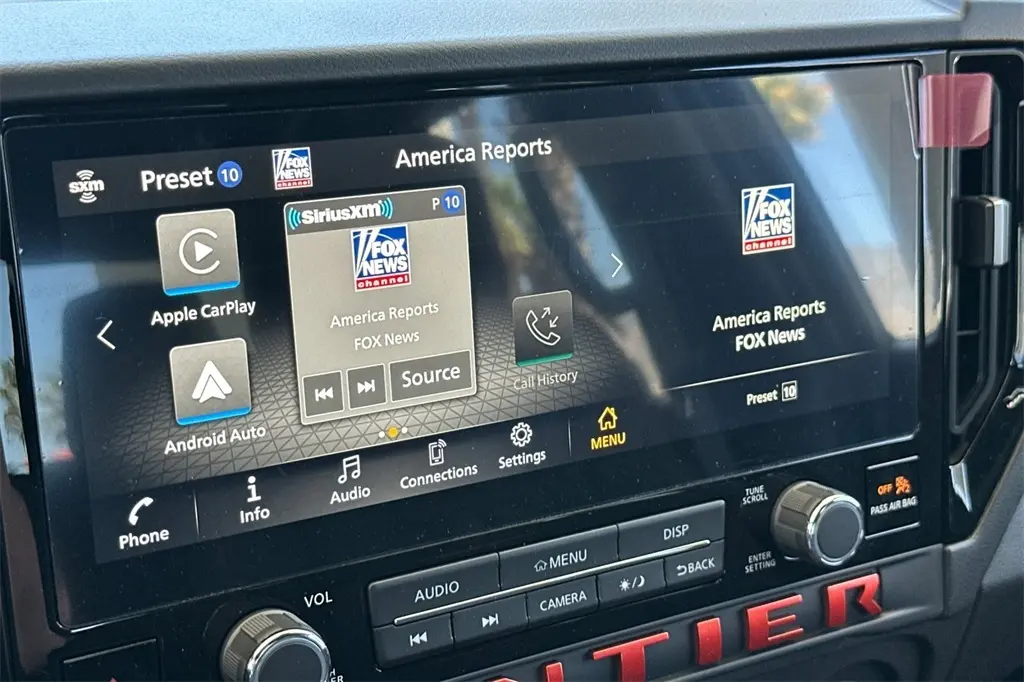 sxm
Preset 10
FOX NEWS channel
America Reports
SiriusXM
P 10
FOX
NEWS
channel
America Reports
FOX News
Source
Apple CarPlay
Android Auto
Call History
FOX
NEWS
channel
America Reports
FOX News
Preset 10
Phone
Info
Audio
Connections
Settings
MENU
TUNE
SCROLL
OFF
PASS AIR BAG
AUDIO
MENU
DISP
CAMERA
BACK
ENTER
SETTING
VOL
NTIER